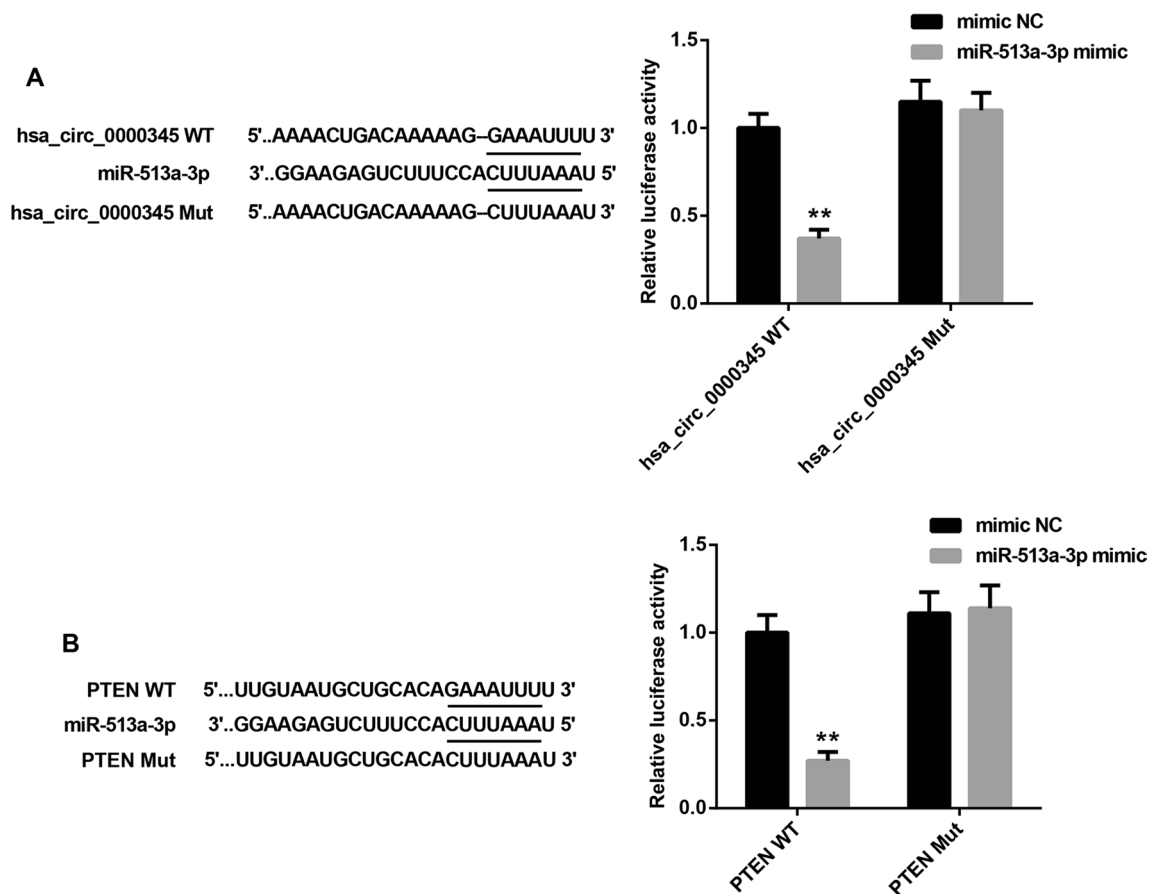 A
hsa_circ_0000345 WT 5'..AAAACUGACAAAAAG--GAAAUUUU 3'
miR-513a-3p 3'..GGAAGAGUCUUUCCACUUUAAAU 5'
hsa_circ_0000345 Mut 5'..AAAACUGACAAAAAG--CUUUAAAU 3'
mimic NC
miR-513a-3p mimic
Relative luciferase activity
1.5
1.0
0.5
0.0
**
hsa_circ_0000345 WT
hsa_circ_0000345 Mut
B
PTEN WT 5'...UUGUAAUGCUGCACAGAAAUUUU 3'
miR-513a-3p 3'..GGAAGAGUCUUUCCACUUUAAAU 5'
PTEN Mut 5'...UUGUAAUGCUGCACACUUUAAAU 3'
mimic NC
miR-513a-3p mimic
Relative luciferase activity
1.5
1.0
0.5
0.0
**
PTEN WT
PTEN Mut